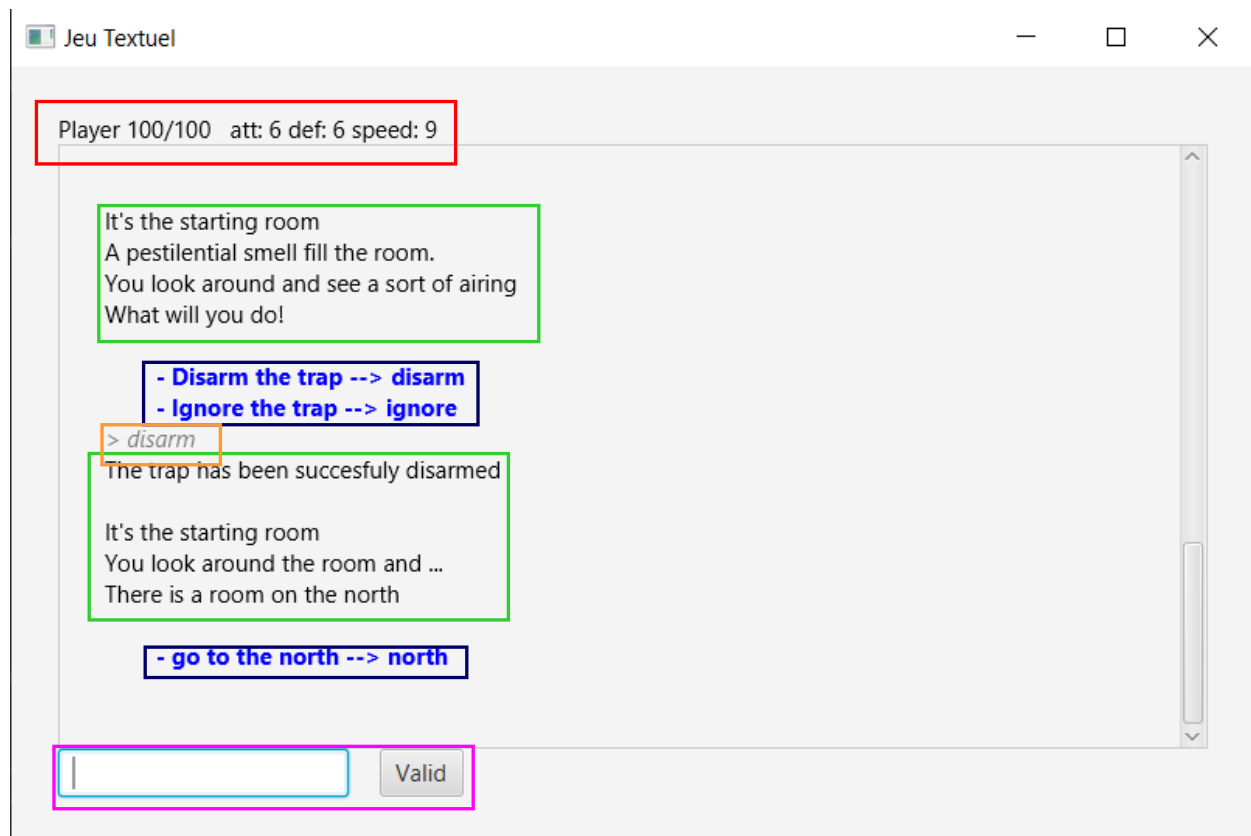 Jeu Textuel
Player 100/100 att: 6 def: 6 speed: 9
It's the starting room
A pestilential smell fill the room.
You look around and see a sort of airing
What will you do!
- Disarm the trap --> disarm
- Ignore the trap --> ignore
> disarm
The trap has been succesfuly disarmed
It's the starting room
You look around the room and ...
There is a room on the north
- go to the north --> north
Valid